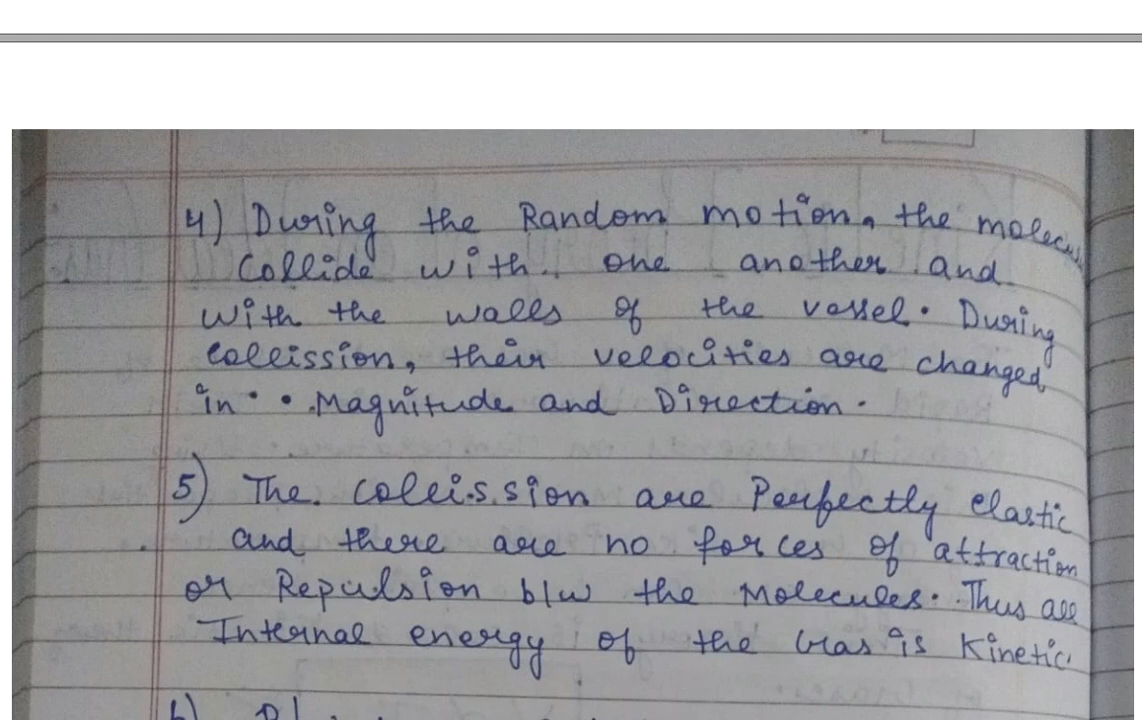 4) During the Random motion, the molecu
Collide with one another and
with the walls of the vessel. During
collission, their velocities are changed
in Magnitude and Direction.
5) The collission are Perfectly elastic
and there are no forces of attraction
or Repulsion b/w the Molecules. Thus all
Internal energy of the Gas is Kinetic.
6)